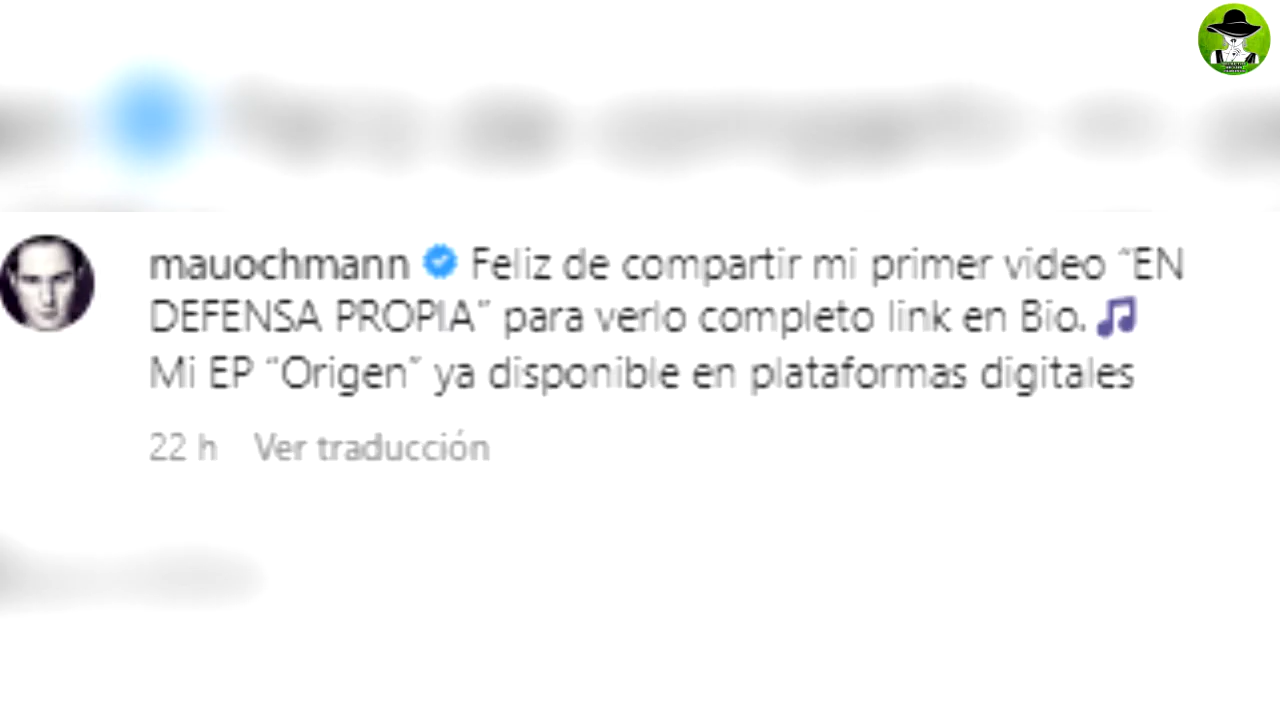 mauochmann Feliz de compartir mi primer video “EN
DEFENSA PROPIA” para verlo completo link en Bio. 🎵
Mi EP “Origen” ya disponible en plataformas digitales
22 h Ver traducción